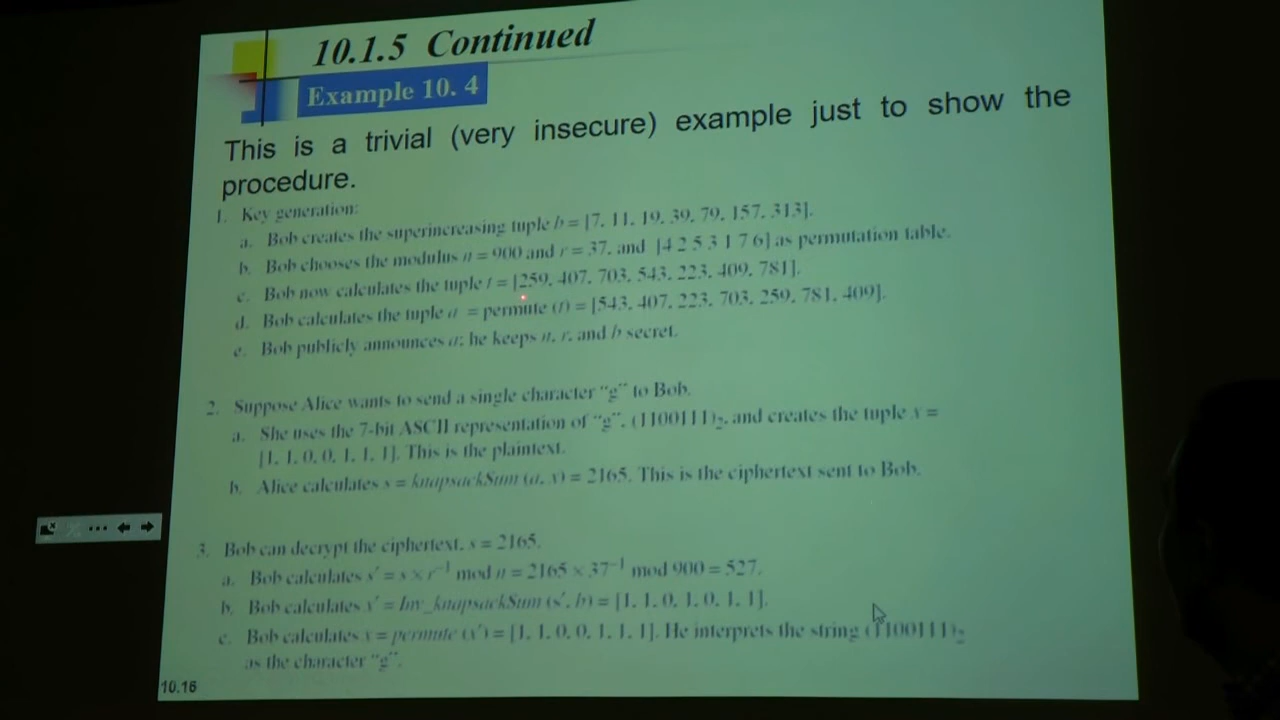 10.1.5 Continued
Example 10. 4
This is a trivial (very insecure) example just to show the
procedure.
1. Key generation:
a. Bob creates the superincreasing tuple b = [7, 11, 19, 39, 79, 157, 313].
b. Bob chooses the modulus n = 900 and r = 37, and [4 2 5 3 1 7 6] as permutation table.
c. Bob now calculates the tuple t = [259, 407, 703, 543, 223, 409, 781].
d. Bob calculates the tuple a = permute (t) = [543, 407, 223, 703, 259, 781, 409].
e. Bob publicly announces a; he keeps n, r, and b secret.
2. Suppose Alice wants to send a single character “g” to Bob.
a. She uses the 7-bit ASCII representation of “g”, (1100111)₂, and creates the tuple x =
[1, 1, 0, 0, 1, 1, 1]. This is the plaintext.
b. Alice calculates s = knapsackSum (a, x) = 2165. This is the ciphertext sent to Bob.
3. Bob can decrypt the ciphertext, s = 2165.
a. Bob calculates s′ = s × r⁻¹ mod n = 2165 × 37⁻¹ mod 900 = 527.
b. Bob calculates x′ = Inv_knapsackSum (s′, b) = [1, 1, 0, 1, 0, 1, 1].
c. Bob calculates x = permute (x′) = [1, 1, 0, 0, 1, 1, 1]. He interprets the string (1100111)₂
as the character “g”.
10.16